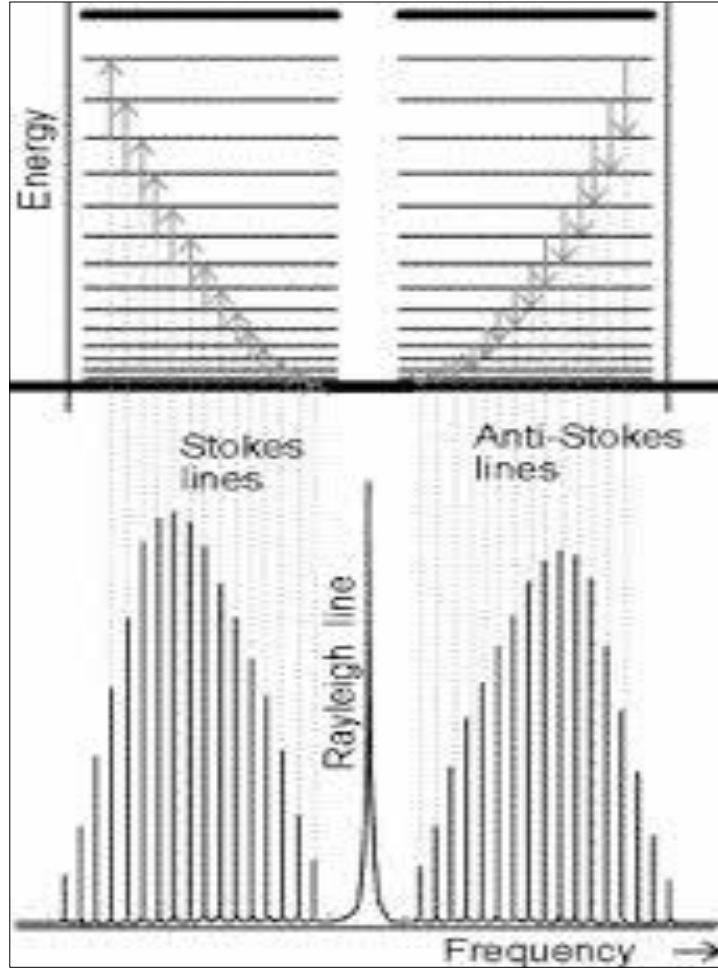 Energy
Stokes
lines
Anti-Stokes
lines
Rayleigh line
Frequency →